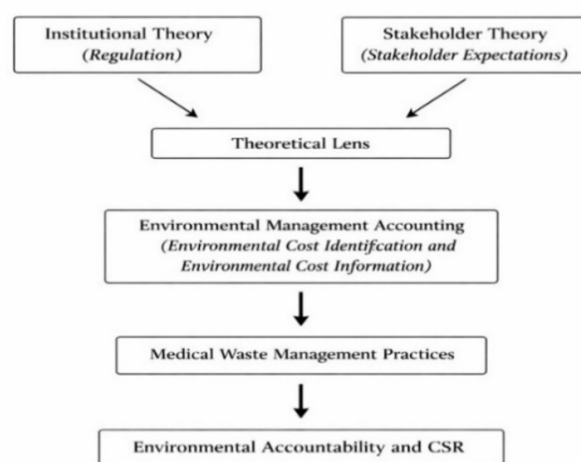 Institutional Theory
(Regulation)
Stakeholder Theory
(Stakeholder Expectations)
Theoretical Lens
Environmental Management Accounting
(Environmental Cost Identifcation and
Environmental Cost Information)
Medical Waste Management Practices
Environmental Accountability and CSR